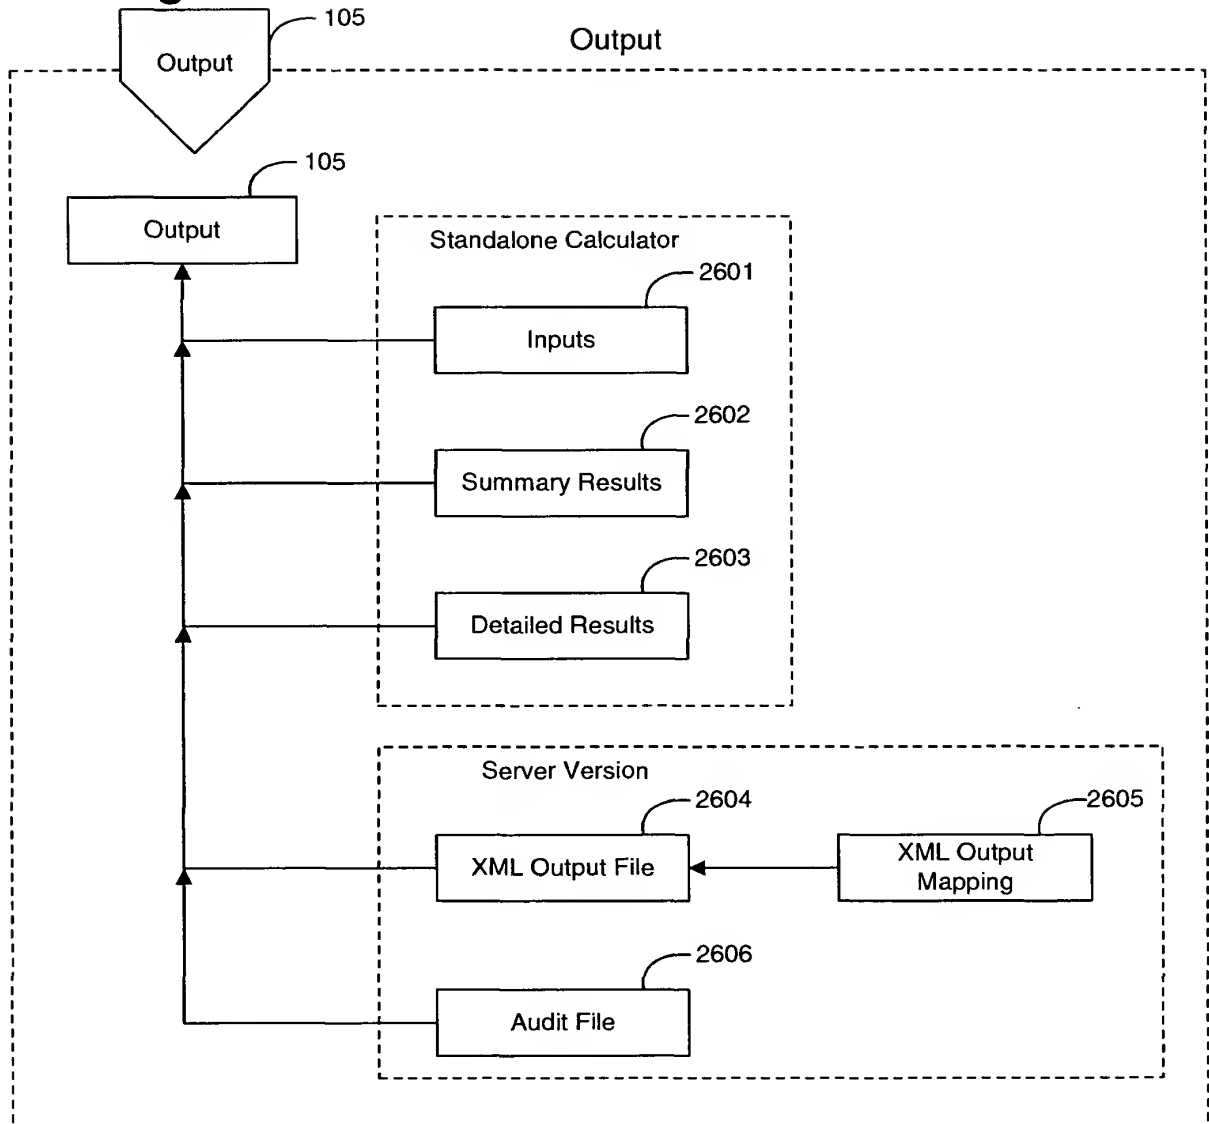 105
Output
Output
105
Output
Standalone Calculator
2601
Inputs
2602
Summary Results
2603
Detailed Results
Server Version
2604
XML Output File
2605
XML Output
Mapping
2606
Audit File